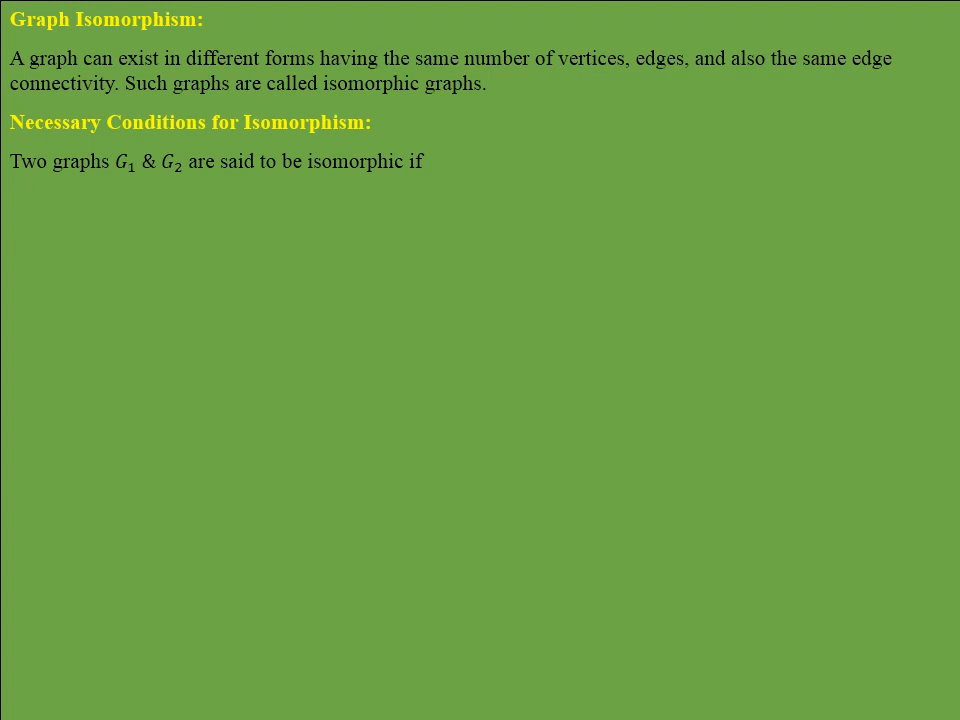 Graph Isomorphism:
A graph can exist in different forms having the same number of vertices, edges, and also the same edge
connectivity. Such graphs are called isomorphic graphs.
Necessary Conditions for Isomorphism:
Two graphs 𝐺₁ & 𝐺₂ are said to be isomorphic if